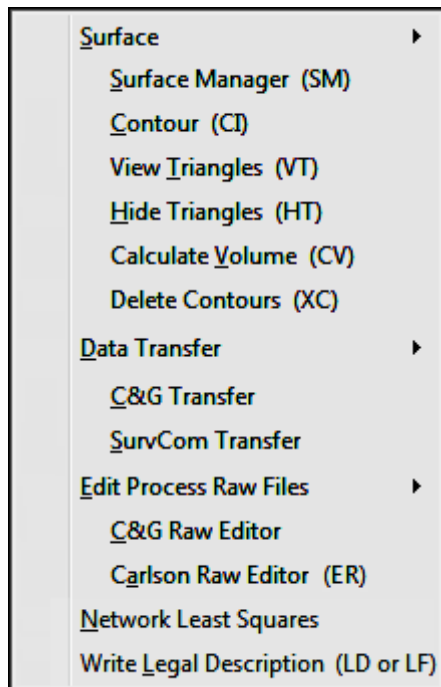 Surface
Surface Manager (SM)
Contour (CI)
View Triangles (VT)
Hide Triangles (HT)
Calculate Volume (CV)
Delete Contours (XC)
Data Transfer
C&G Transfer
SurvCom Transfer
Edit Process Raw Files
C&G Raw Editor
Carlson Raw Editor (ER)
Network Least Squares
Write Legal Description (LD or LF)